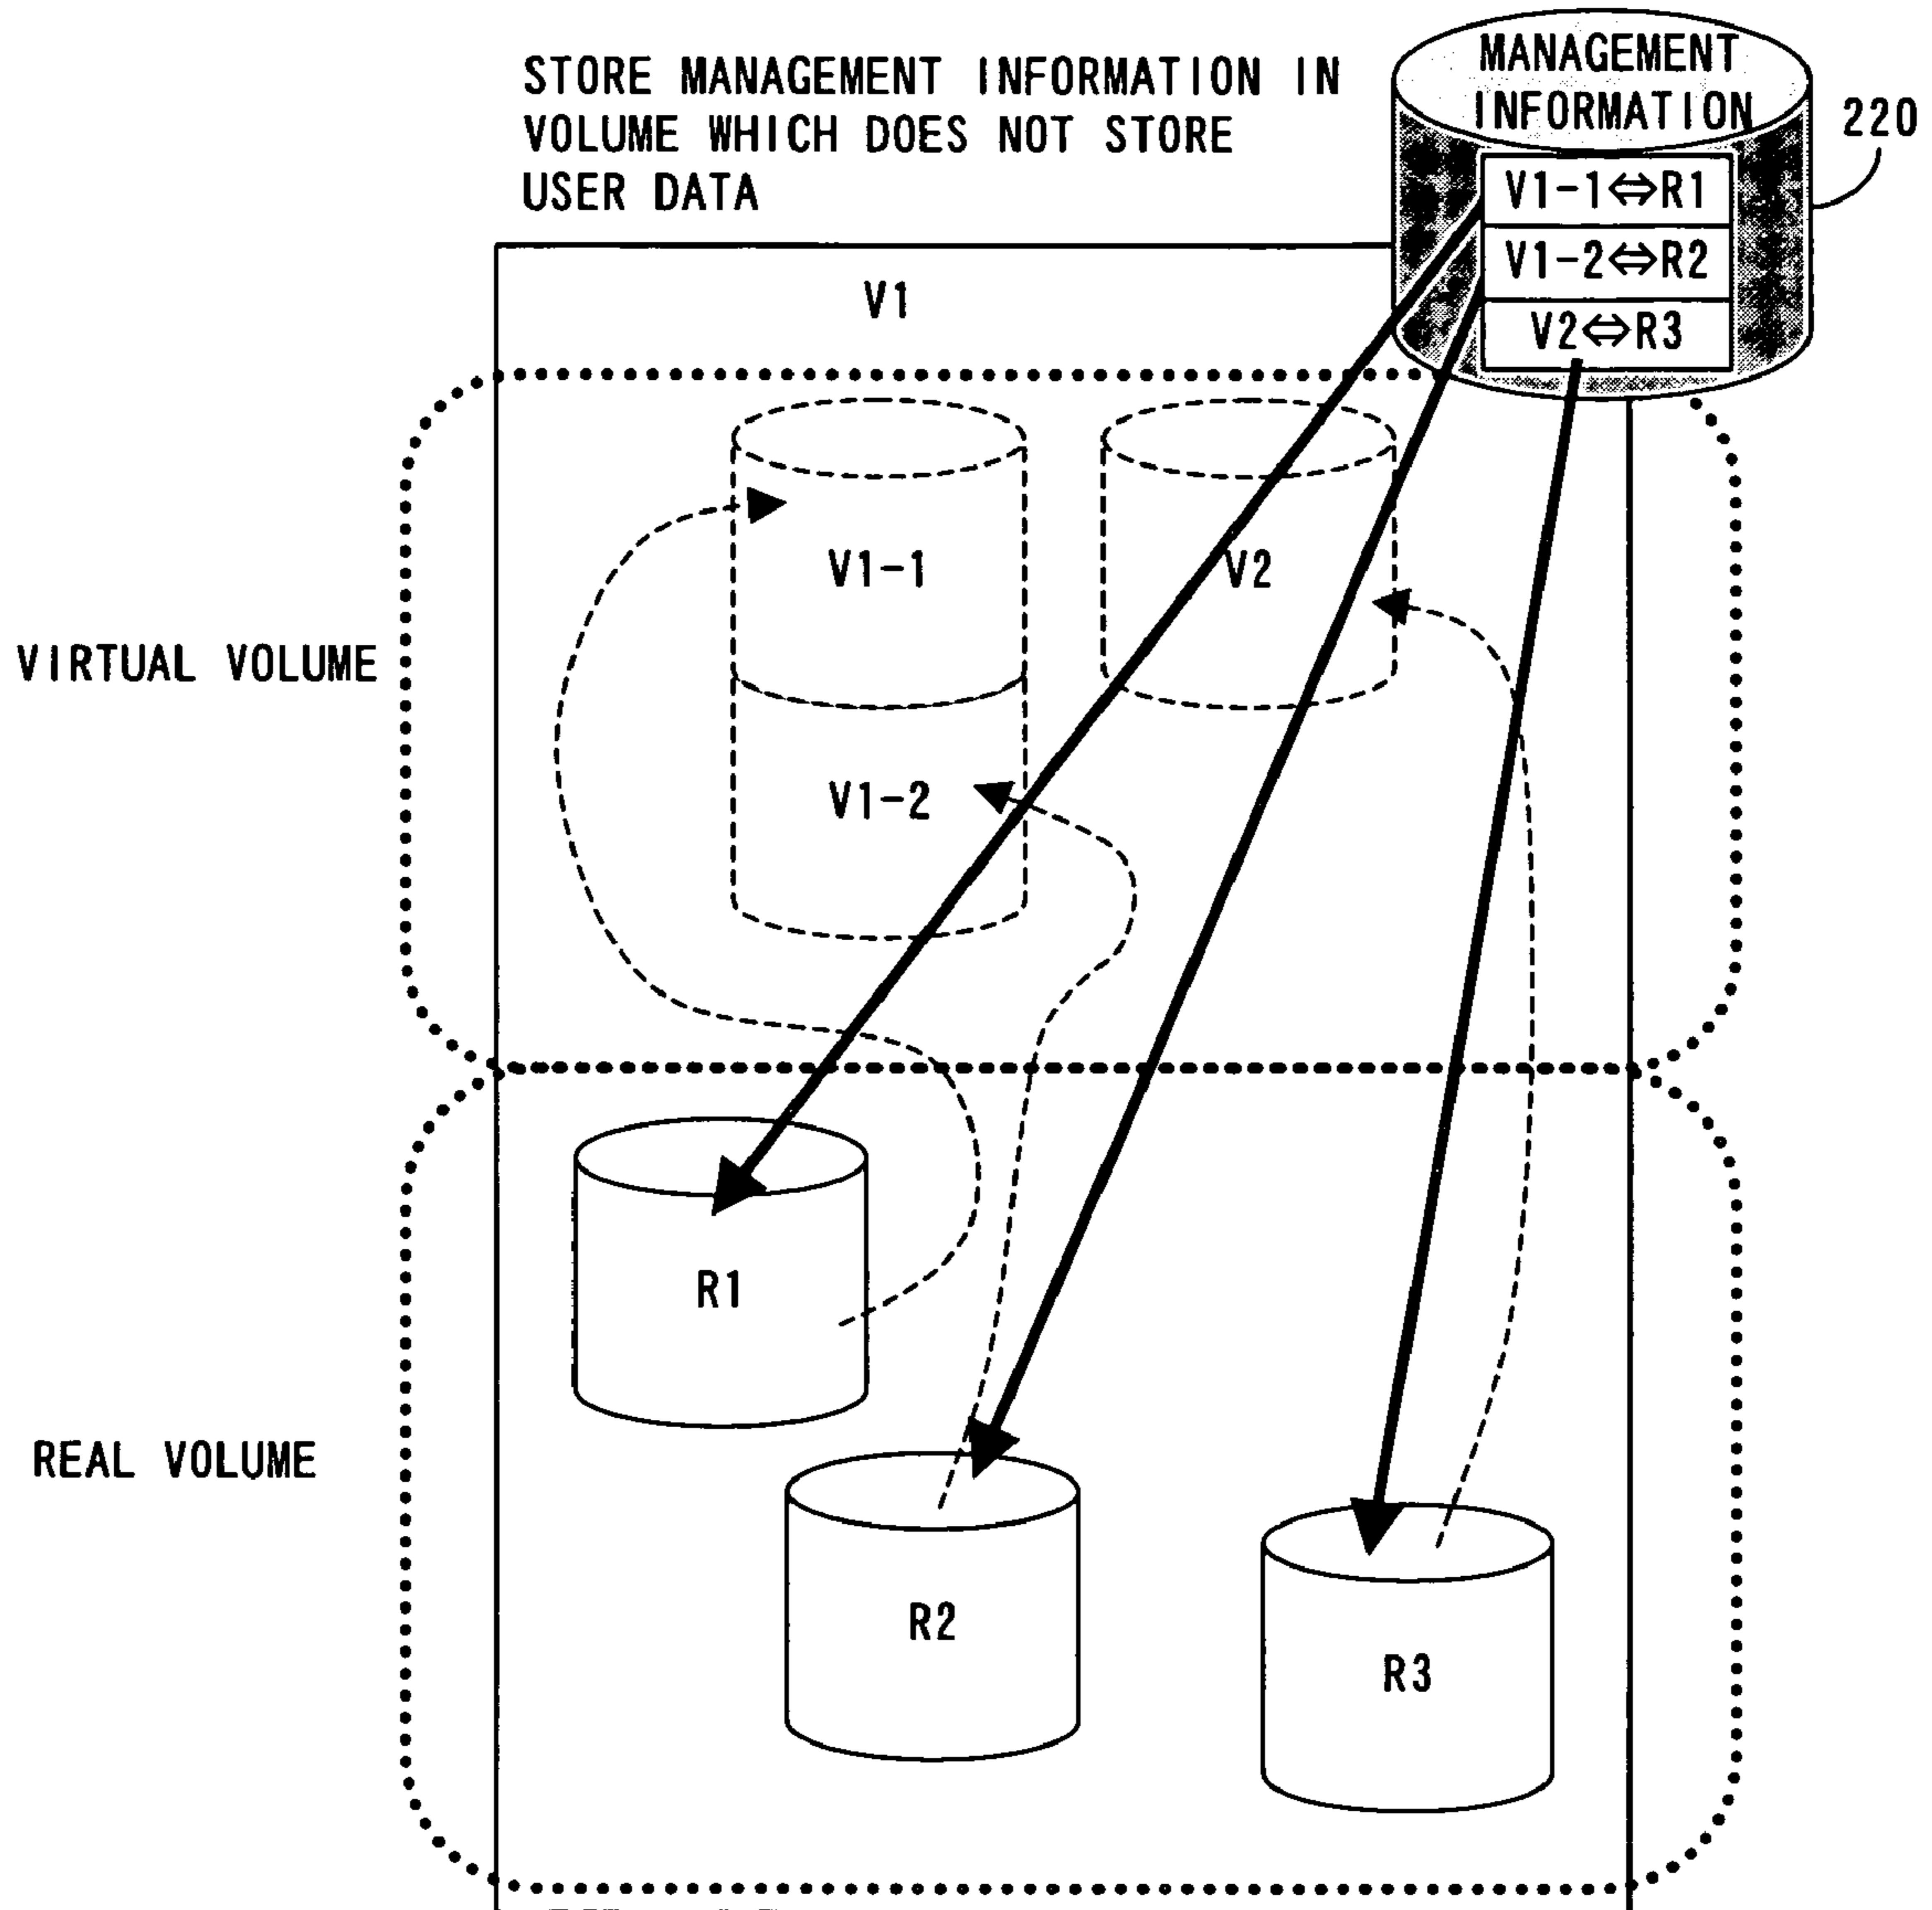 STORE MANAGEMENT INFORMATION IN
VOLUME WHICH DOES NOT STORE
USER DATA
MANAGEMENT
INFORMATION
220
V1-1⇔R1
V1-2⇔R2
V2⇔R3
V1
V1-1
V2
VIRTUAL VOLUME
V1-2
R1
REAL VOLUME
R2
R3